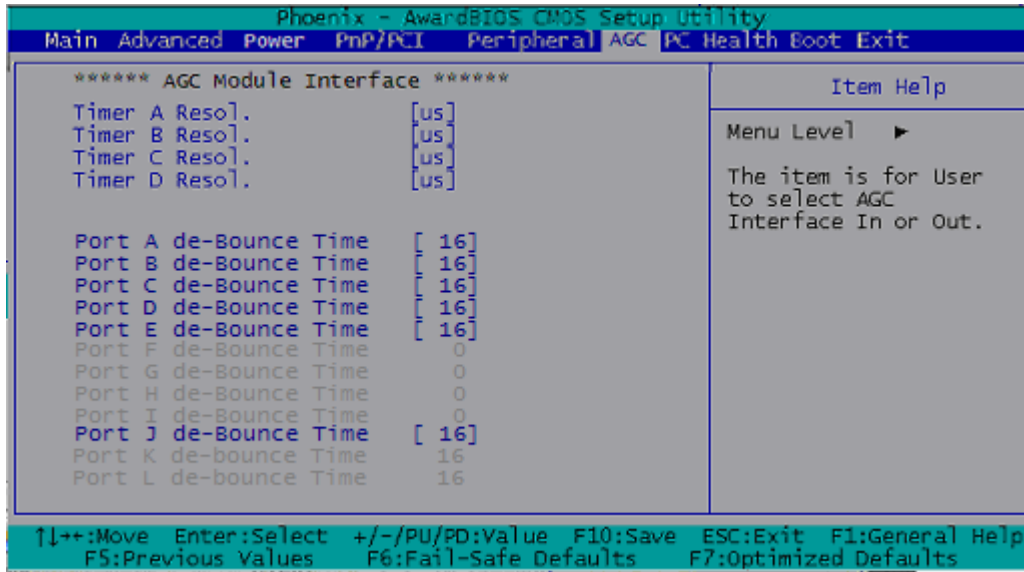 Phoenix - AwardBIOS CMOS Setup Utility
Main Advanced Power PnP/PCI Peripheral AGC PC Health Boot Exit
****** AGC Module Interface ******
Timer A Resol. [us]
Timer B Resol. [us]
Timer C Resol. [us]
Timer D Resol. [us]
Port A de-Bounce Time [ 16]
Port B de-Bounce Time [ 16]
Port C de-Bounce Time [ 16]
Port D de-Bounce Time [ 16]
Port E de-Bounce Time [ 16]
Port F de-Bounce Time 0
Port G de-Bounce Time 0
Port H de-Bounce Time 0
Port I de-Bounce Time 0
Port J de-Bounce Time [ 16]
Port K de-bounce Time 16
Port L de-bounce Time 16
Item Help
Menu Level ►
The item is for User
to select AGC
Interface In or Out.
↑↓→←:Move Enter:Select +/-/PU/PD:Value F10:Save ESC:Exit F1:General Help
F5:Previous Values F6:Fail-Safe Defaults F7:Optimized Defaults